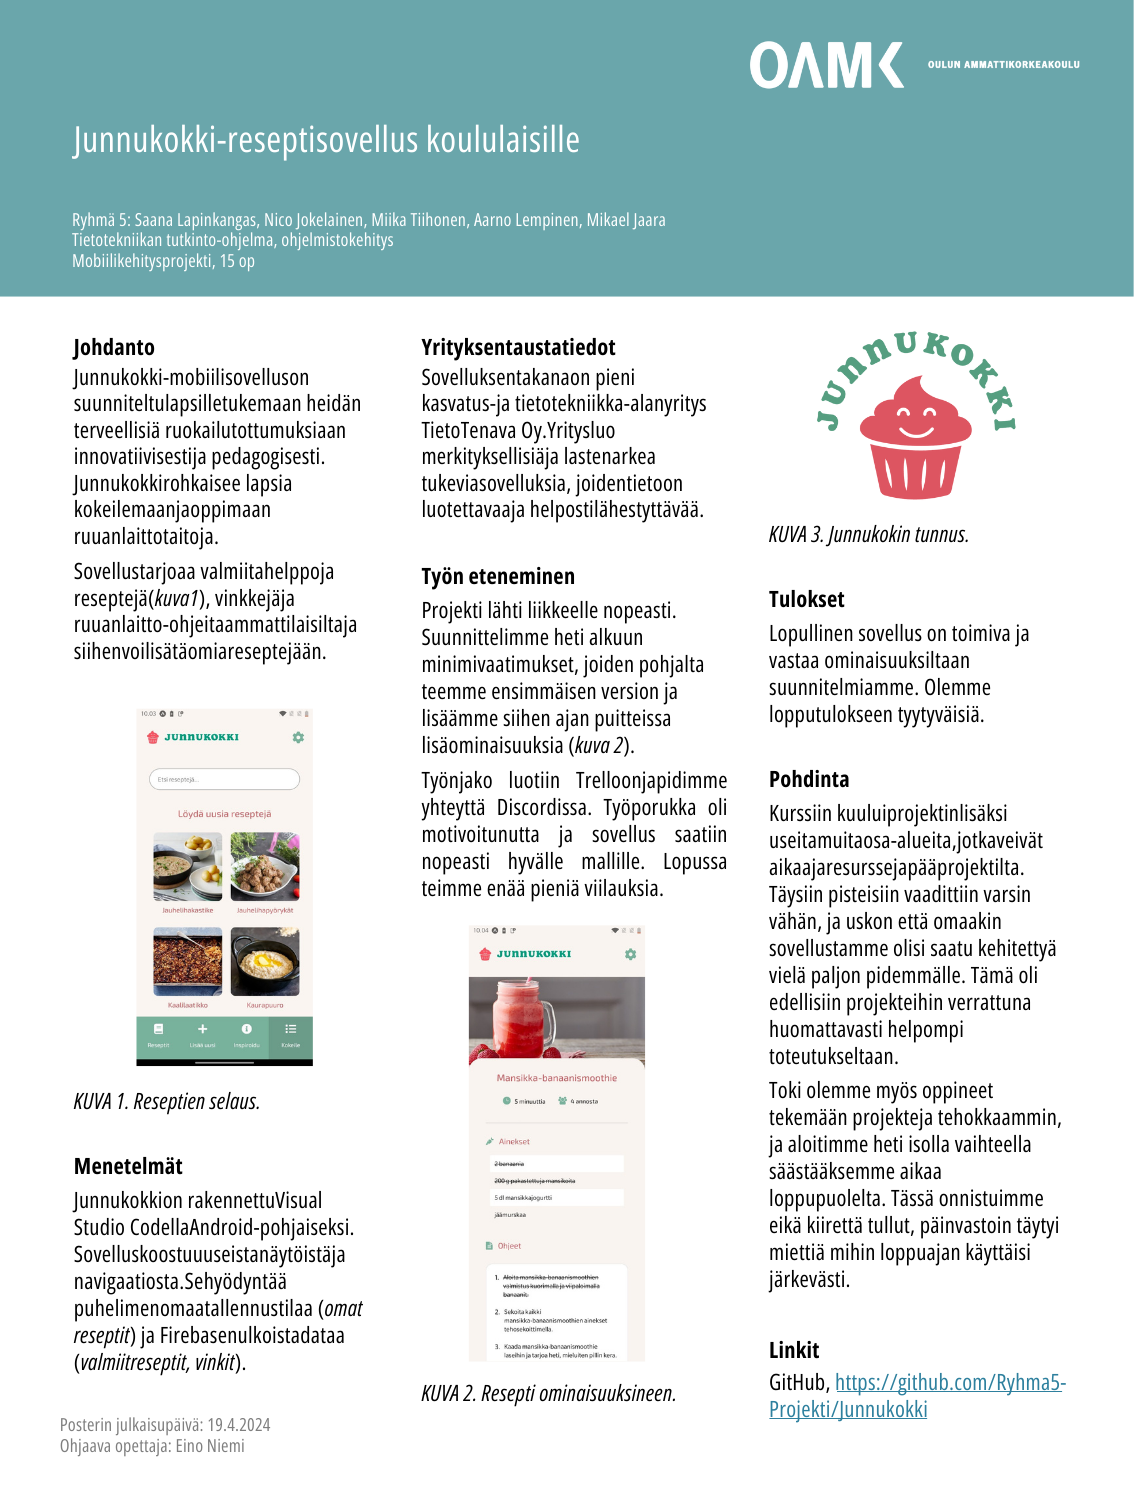 OAMK
OULUN AMMATTIKORKEAKOULU
Junnukokki-reseptisovellus koululaisille
Ryhmä 5: Saana Lapinkangas, Nico Jokelainen, Miika Tiihonen, Aarno Lempinen, Mikael Jaara
Tietotekniikan tutkinto-ohjelma, ohjelmistokehitys
Mobiilikehitysprojekti, 15 op
Johdanto
Junnukokki-mobiilisovelluson
suunniteltulapsilletukemaan heidän
terveellisiä ruokailutottumuksiaan
innovatiivisestija pedagogisesti.
Junnukokkirohkaisee lapsia
kokeilemaanjaoppimaan
ruuanlaittotaitoja.
Sovellustarjoaa valmiitahelppoja
reseptejä(kuva1), vinkkejäja
ruuanlaitto-ohjeitaammattilaisiltaja
siihenvoilisätäomiareseptejään.
10.03
JUNNUKOKKI
Etsi reseptejä...
Löydä uusia reseptejä
Jauhelihakastike
Jauhelihapyörykät
Kaalilaatikko
Kaurapuuro
Reseptit
Lisää uusi
Inspiroidu
Kokeile
KUVA 1. Reseptien selaus.
Menetelmät
Junnukokkion rakennettuVisual
Studio CodellaAndroid-pohjaiseksi.
Sovelluskoostuuuseistanäytöistäja
navigaatiosta.Sehyödyntää
puhelimenomaatallennustilaa (omat
reseptit) ja Firebasenulkoistadataa
(valmiitreseptit, vinkit).
Posterin julkaisupäivä: 19.4.2024
Ohjaava opettaja: Eino Niemi
Yrityksentaustatiedot
Sovelluksentakanaon pieni
kasvatus-ja tietotekniikka-alanyritys
TietoTenava Oy.Yritysluo
merkityksellisiäja lastenarkea
tukeviasovelluksia, joidentietoon
luotettavaaja helpostilähestyttävää.
Työn eteneminen
Projekti lähti liikkeelle nopeasti.
Suunnittelimme heti alkuun
minimivaatimukset, joiden pohjalta
teemme ensimmäisen version ja
lisäämme siihen ajan puitteissa
lisäominaisuuksia (kuva 2).
Työnjako luotiin Trelloonjapidimme
yhteyttä Discordissa. Työporukka oli
motivoitunutta ja sovellus saatiin
nopeasti hyvälle mallille. Lopussa
teimme enää pieniä viilauksia.
10.04
JUNNUKOKKI
Mansikka-banaanismoothie
5 minuuttia
4 annosta
Ainekset
2 banaania
200 g pakastettuja mansikoita
5 dl mansikkajogurtti
jäämurskaa
Ohjeet
1. Aloita mansikka-banaanismoothien
valmistus kuorimalla ja viipaloimalla
banaanit.
2. Sekoita kaikki
mansikka-banaanismoothien ainekset
tehosekoittimella.
3. Kaada mansikka-banaanismoothie
laseihin ja tarjoa heti, mieluiten pillin kera.
KUVA 2. Resepti ominaisuuksineen.
JUNNUKOKKI
KUVA 3. Junnukokin tunnus.
Tulokset
Lopullinen sovellus on toimiva ja
vastaa ominaisuuksiltaan
suunnitelmiamme. Olemme
lopputulokseen tyytyväisiä.
Pohdinta
Kurssiin kuuluiprojektinlisäksi
useitamuitaosa-alueita,jotkaveivät
aikaajaresurssejapääprojektilta.
Täysiin pisteisiin vaadittiin varsin
vähän, ja uskon että omaakin
sovellustamme olisi saatu kehitettyä
vielä paljon pidemmälle. Tämä oli
edellisiin projekteihin verrattuna
huomattavasti helpompi
toteutukseltaan.
Toki olemme myös oppineet
tekemään projekteja tehokkaammin,
ja aloitimme heti isolla vaihteella
säästääksemme aikaa
loppupuolelta. Tässä onnistuimme
eikä kiirettä tullut, päinvastoin täytyi
miettiä mihin loppuajan käyttäisi
järkevästi.
Linkit
GitHub, https://github.com/Ryhma5-
Projekti/Junnukokki